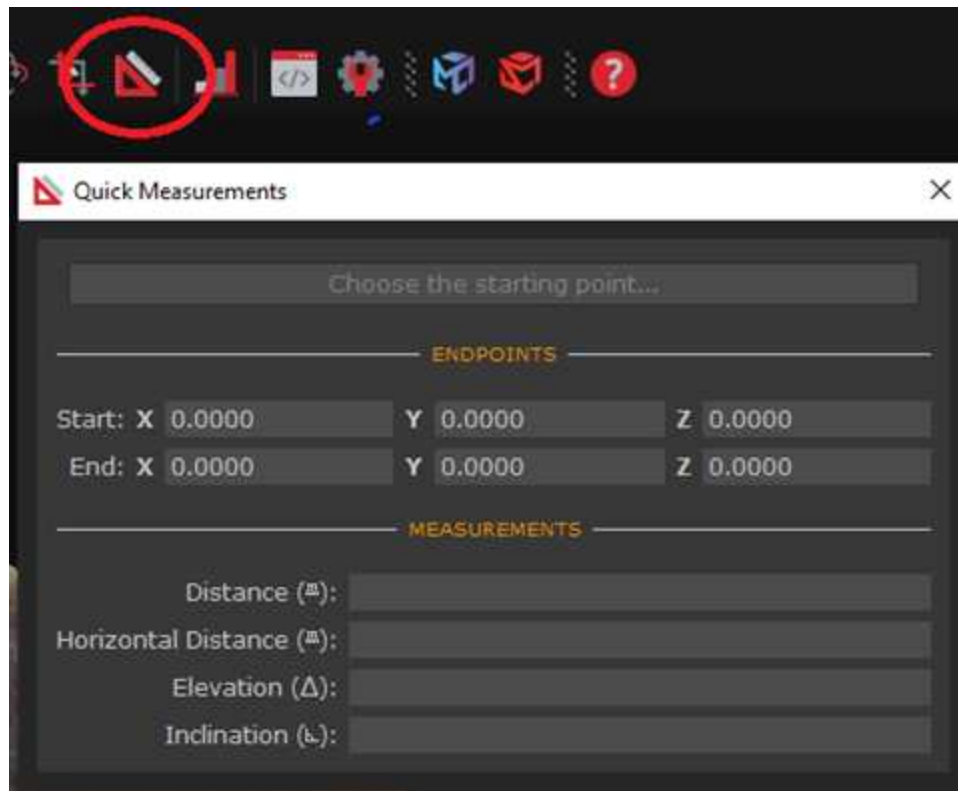 </>
?
Quick Measurements
Choose the starting point...
ENDPOINTS
Start: X 0.0000 Y 0.0000 Z 0.0000
End: X 0.0000 Y 0.0000 Z 0.0000
MEASUREMENTS
Distance (m):
Horizontal Distance (m):
Elevation (Δ):
Inclination (⊾):